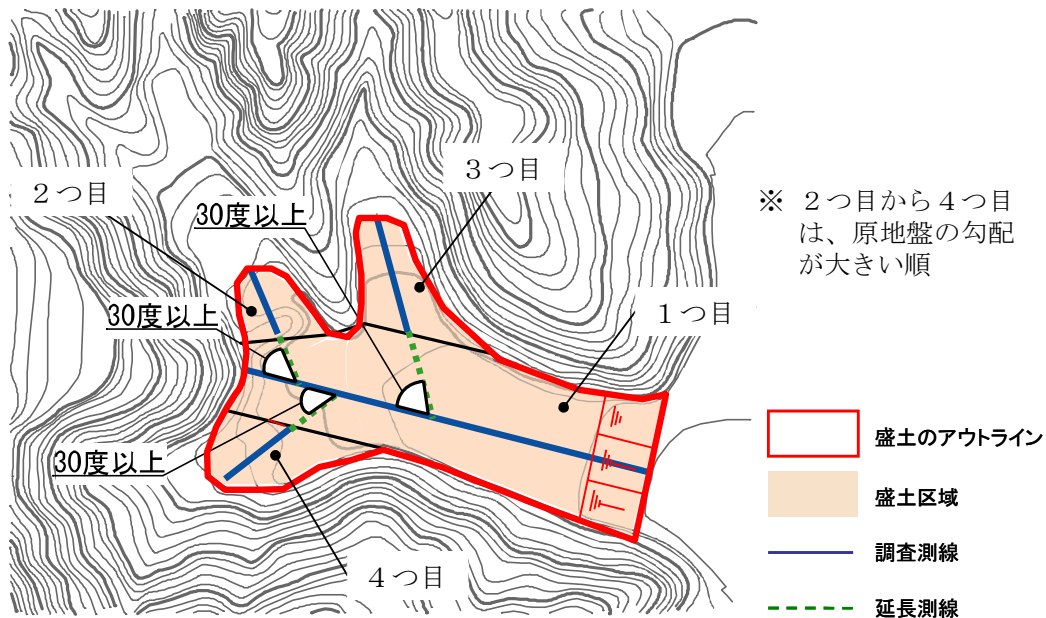 ３つ目
２つ目
30度以上
※ ２つ目から４つ目
は、原地盤の勾配
が大きい順
30度以上
１つ目
盛土のアウトライン
30度以上
盛土区域
調査測線
４つ目
延長測線